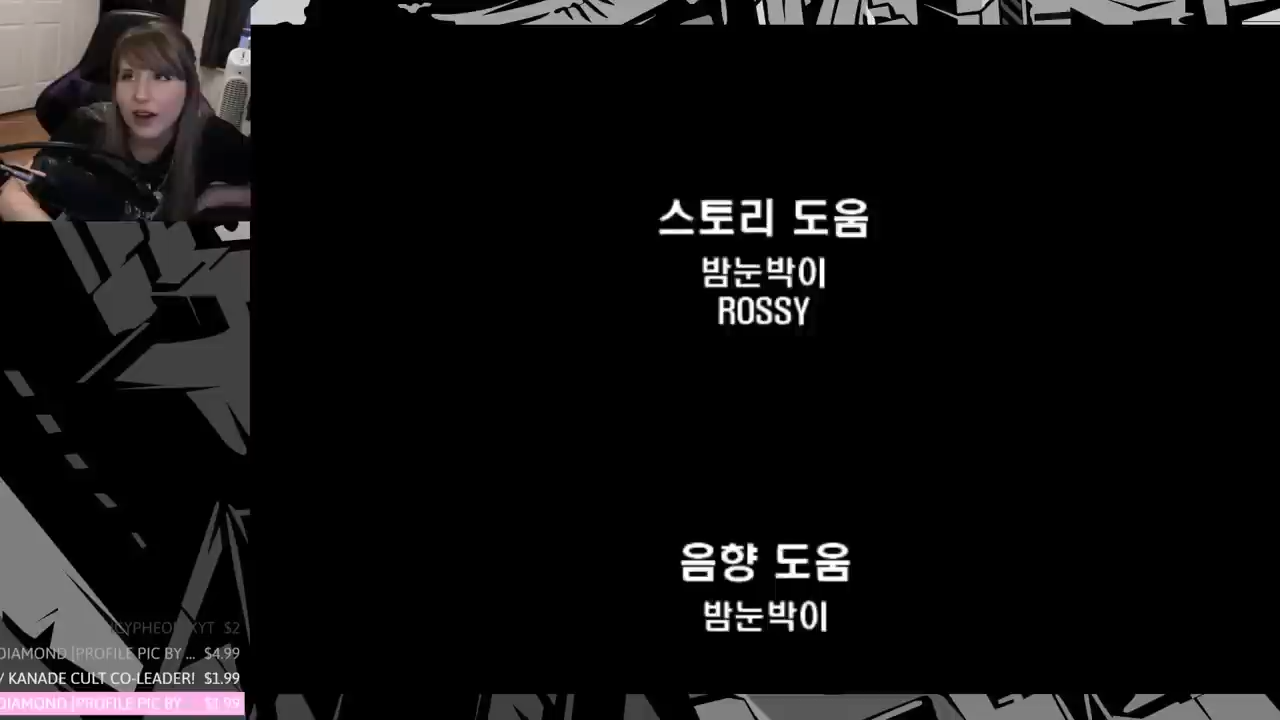 스토리 도움
밤눈박이
ROSSY
음향 도움
밤눈박이
$2
DIAMOND |PROFILE PIC BY ... $4.99
/ KANADE CULT CO-LEADER! $1.99
DIAMOND |PROFILE PIC BY ... $1.99